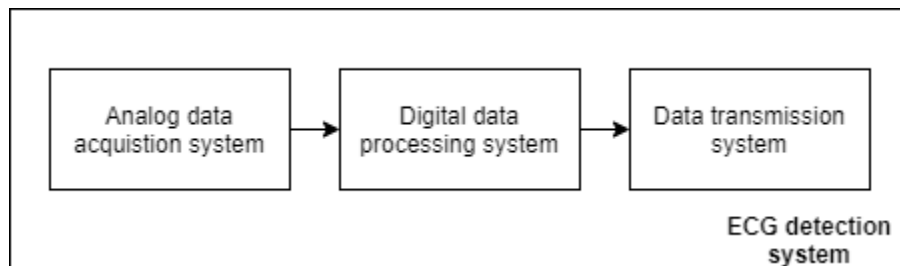 Analog data
acquistion system
Digital data
processing system
Data transmission
system
ECG detection
system